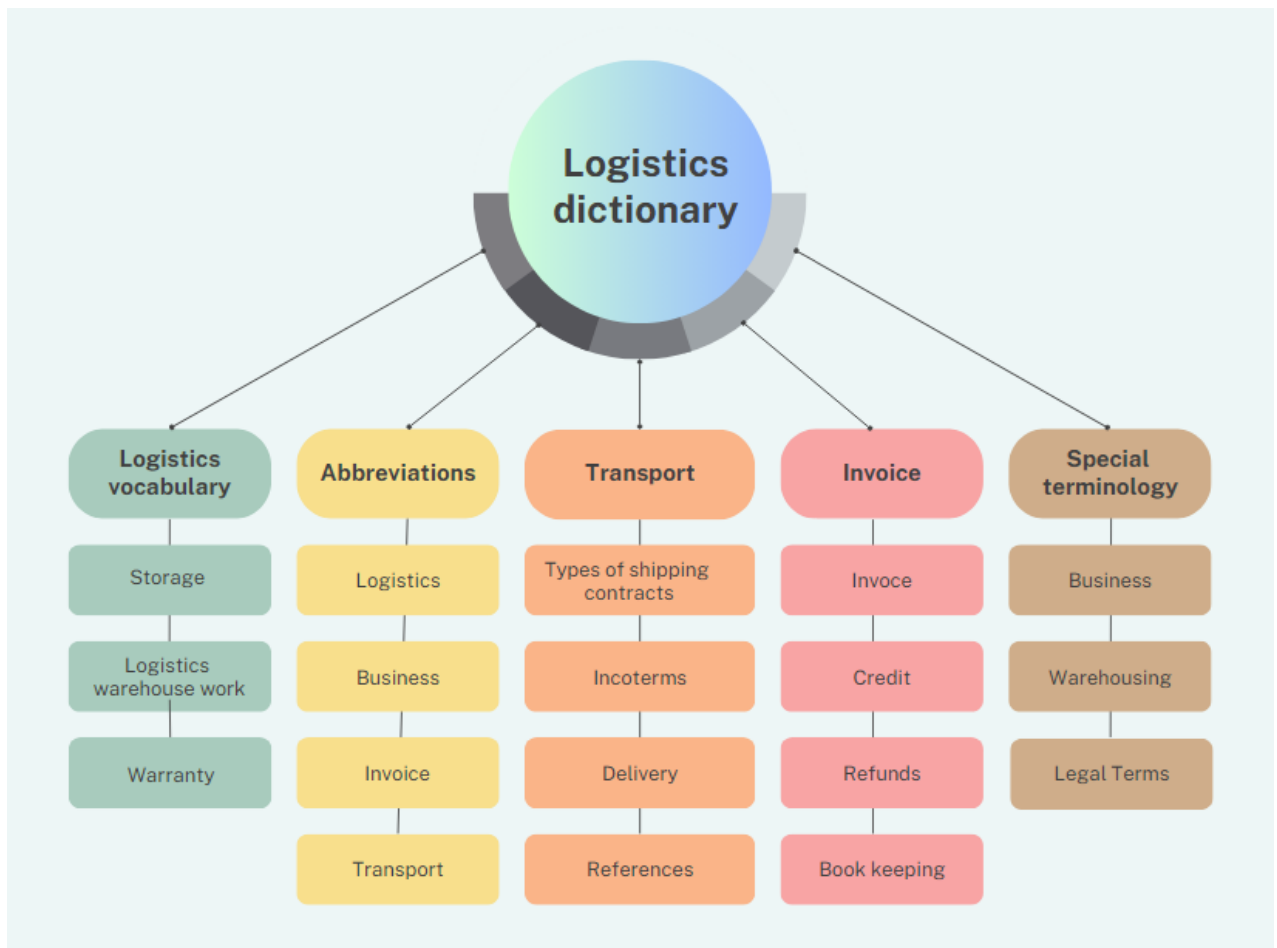 Logistics
dictionary
Logistics
vocabulary
Storage
Logistics
warehouse work
Warranty
Abbreviations
Logistics
Business
Invoice
Transport
Transport
Types of shipping
contracts
Incoterms
Delivery
References
Invoice
Invoce
Credit
Refunds
Book keeping
Special
terminology
Business
Warehousing
Legal Terms